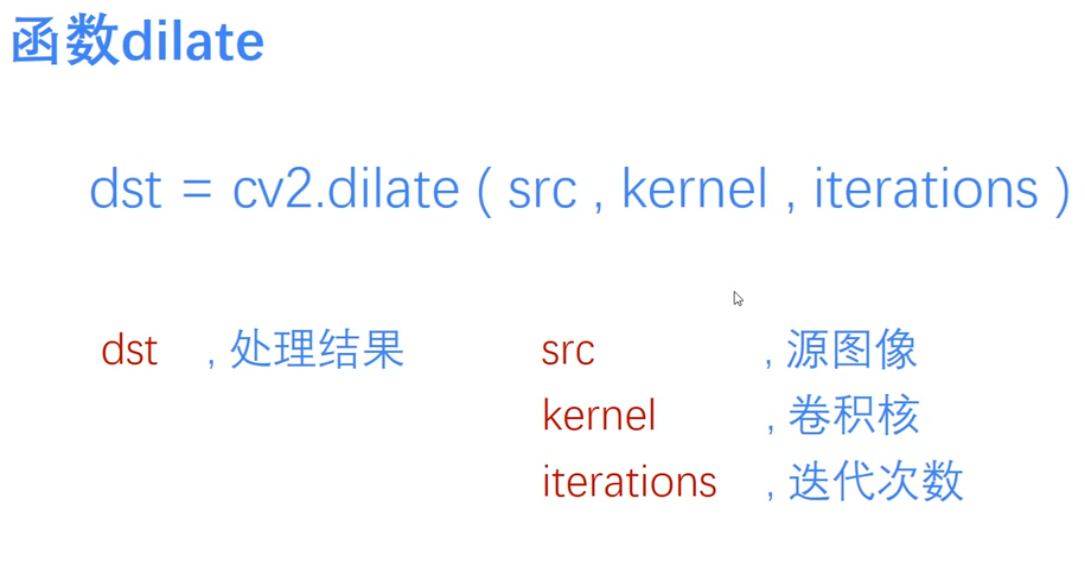 函数dilate
dst = cv2.dilate ( src , kernel , iterations )
dst , 处理结果 src , 源图像
kernel , 卷积核
iterations , 迭代次数